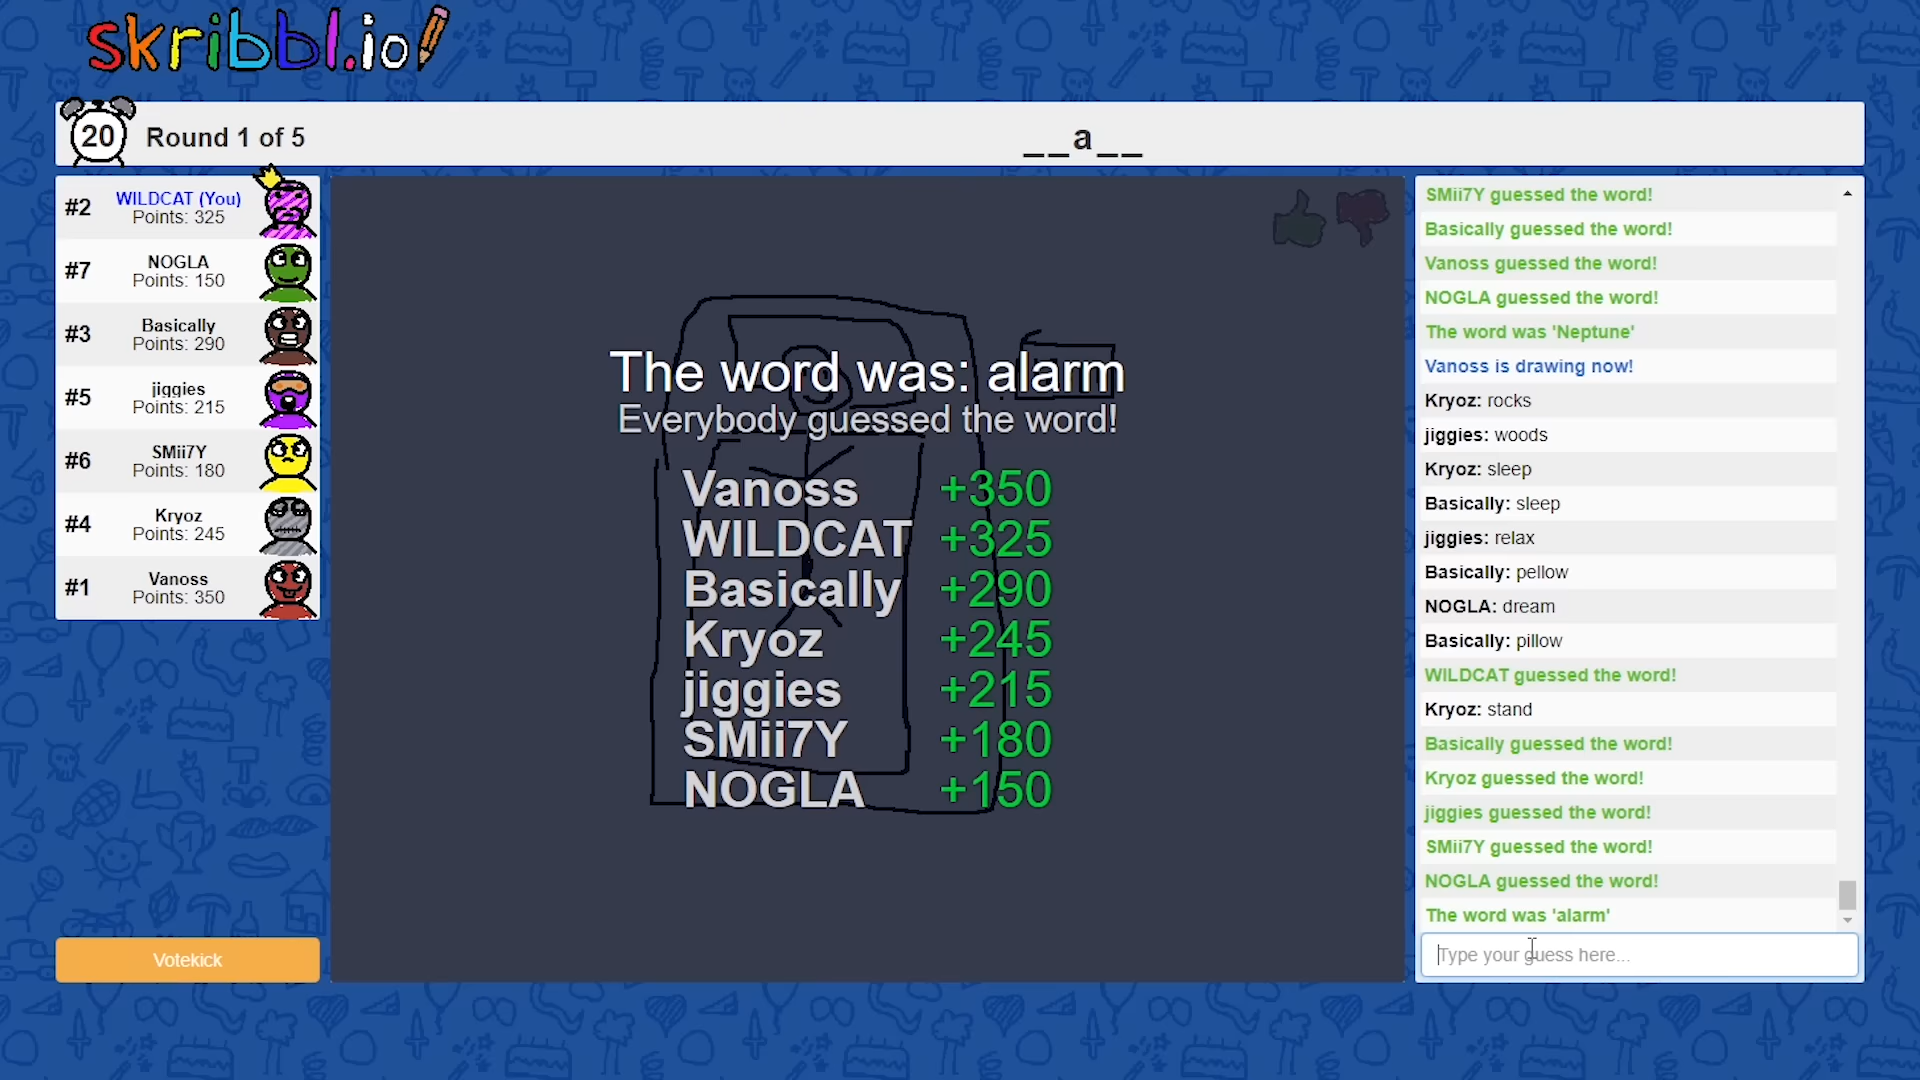 skribbl.io
20
Round 1 of 5
__a__
#2
WILDCAT (You)
Points: 325
#7
NOGLA
Points: 150
#3
Basically
Points: 290
#5
jiggies
Points: 215
#6
SMii7Y
Points: 180
#4
Kryoz
Points: 245
#1
Vanoss
Points: 350
Votekick
The word was: alarm
Everybody guessed the word!
Vanoss +350
WILDCAT +325
Basically +290
Kryoz +245
jiggies +215
SMii7Y +180
NOGLA +150
SMii7Y guessed the word!
Basically guessed the word!
Vanoss guessed the word!
NOGLA guessed the word!
The word was 'Neptune'
Vanoss is drawing now!
Kryoz: rocks
jiggies: woods
Kryoz: sleep
Basically: sleep
jiggies: relax
Basically: pellow
NOGLA: dream
Basically: pillow
WILDCAT guessed the word!
Kryoz: stand
Basically guessed the word!
Kryoz guessed the word!
jiggies guessed the word!
SMii7Y guessed the word!
NOGLA guessed the word!
The word was 'alarm'
Type your guess here...